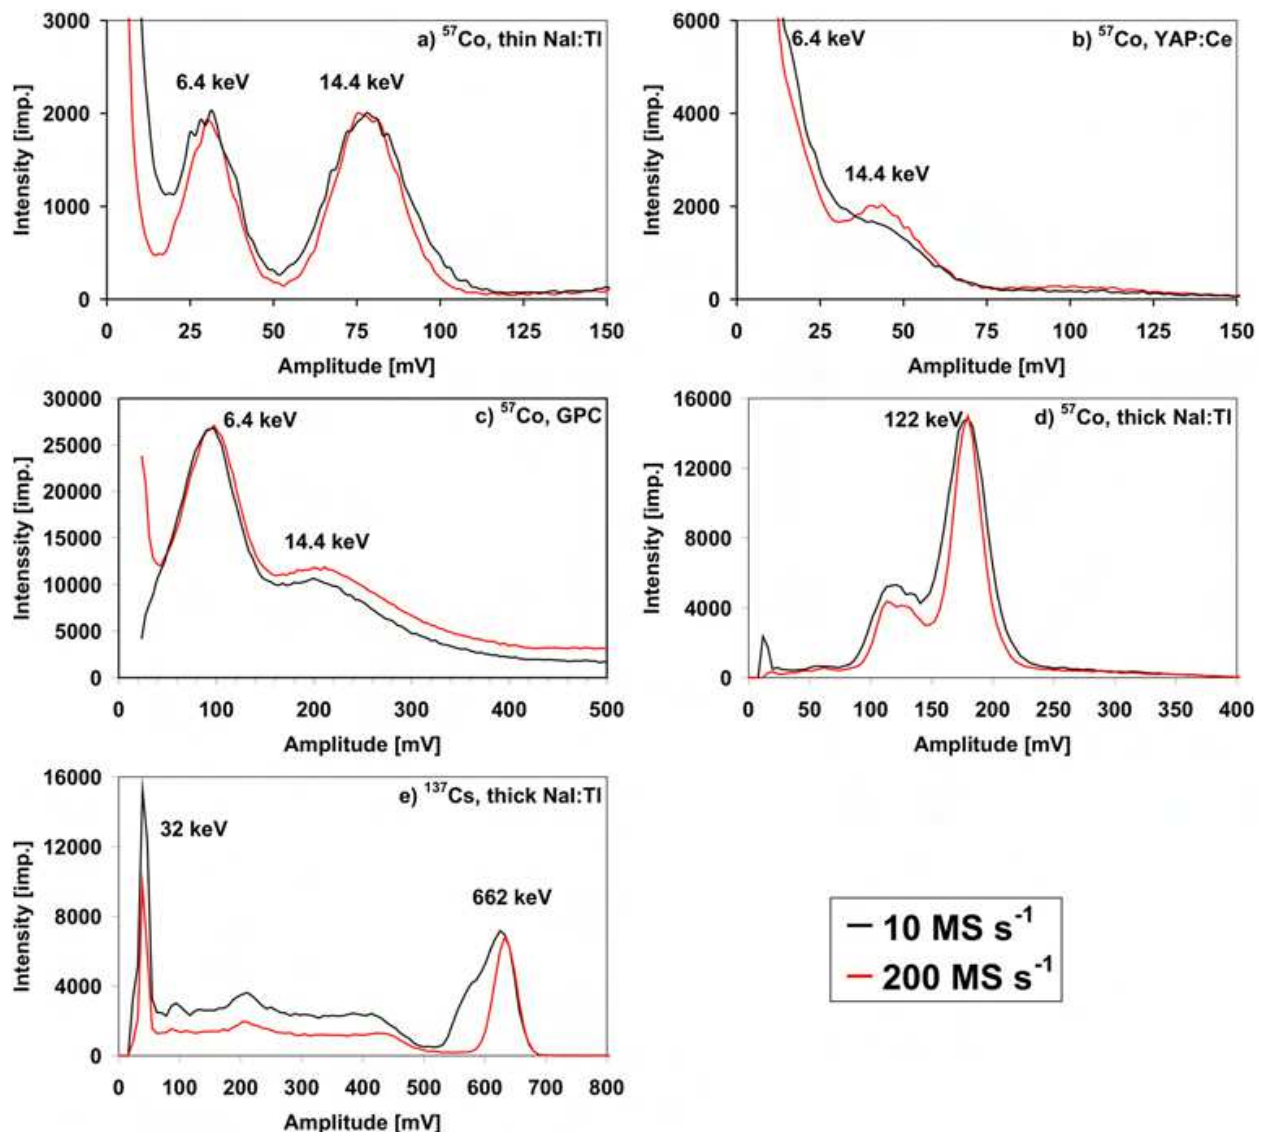 a) ⁵⁷Co, thin NaI:Tl
6.4 keV
14.4 keV
3000
2000
1000
0
Intensity [imp.]
0 25 50 75 100 125 150
Amplitude [mV]
b) ⁵⁷Co, YAP:Ce
6.4 keV
14.4 keV
6000
4000
2000
0
Intensity [imp.]
0 25 50 75 100 125 150
Amplitude [mV]
c) ⁵⁷Co, GPC
6.4 keV
14.4 keV
30000
25000
20000
15000
10000
5000
0
Intenssity [imp.]
0 100 200 300 400 500
Amplitude [mV]
d) ⁵⁷Co, thick NaI:Tl
122 keV
16000
12000
8000
4000
0
Intensity [imp.]
0 50 100 150 200 250 300 350 400
Amplitude [mV]
e) ¹³⁷Cs, thick NaI:Tl
32 keV
662 keV
16000
12000
8000
4000
0
Intensity [imp.]
0 100 200 300 400 500 600 700 800
Amplitude [mV]
10 MS s⁻¹
200 MS s⁻¹